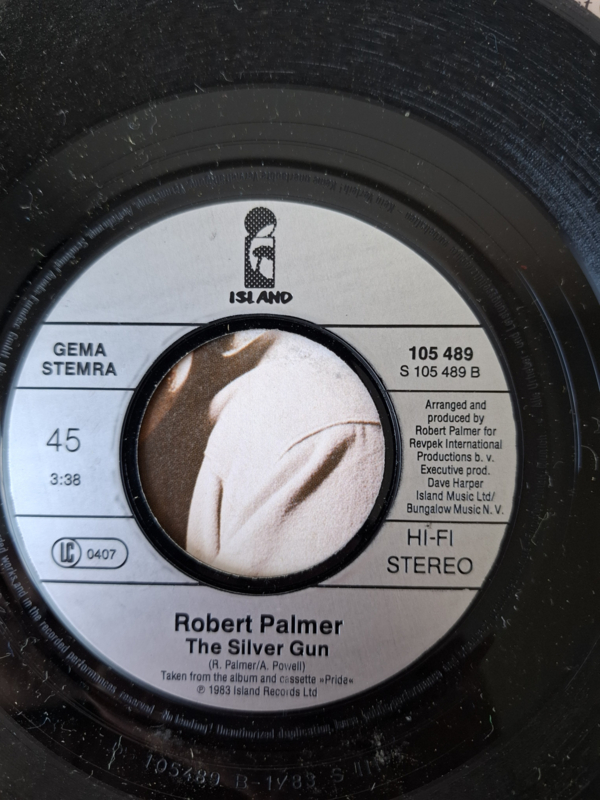 ISLAND
GEMA
STEMRA
105 489
S 105 489 B
45
3:38
Arranged and
produced by
Robert Palmer for
Revpek International
Productions b. v.
Executive prod.
Dave Harper
Island Music Ltd/
Bungalow Music N. V.
LC 0407
HI-FI
STEREO
Robert Palmer
The Silver Gun
(R. Palmer/A. Powell)
Taken from the album and cassette »Pride«
℗ 1983 Island Records Ltd